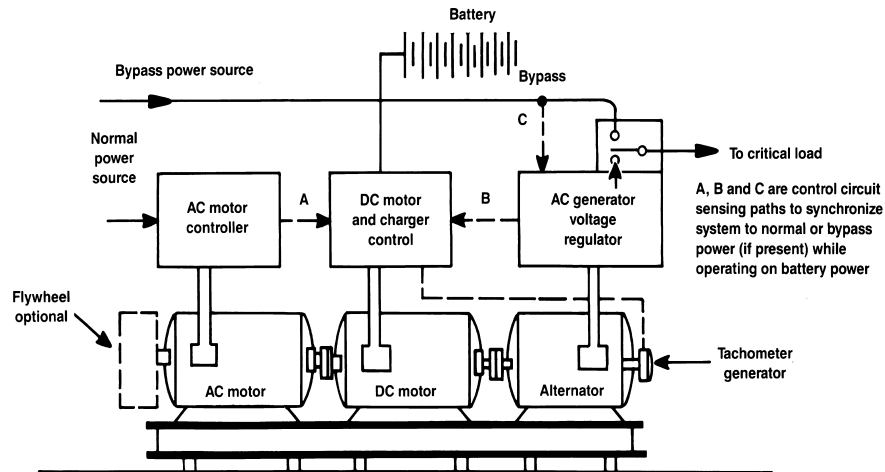 Battery
Bypass power source
Bypass
Normal
power
source
C
To critical load
AC motor
controller
A
DC motor
and charger
control
B
AC generator
voltage
regulator
A, B and C are control circuit
sensing paths to synchronize
system to normal or bypass
power (if present) while
operating on battery power
Flywheel
optional
AC motor
DC motor
Alternator
Tachometer
generator